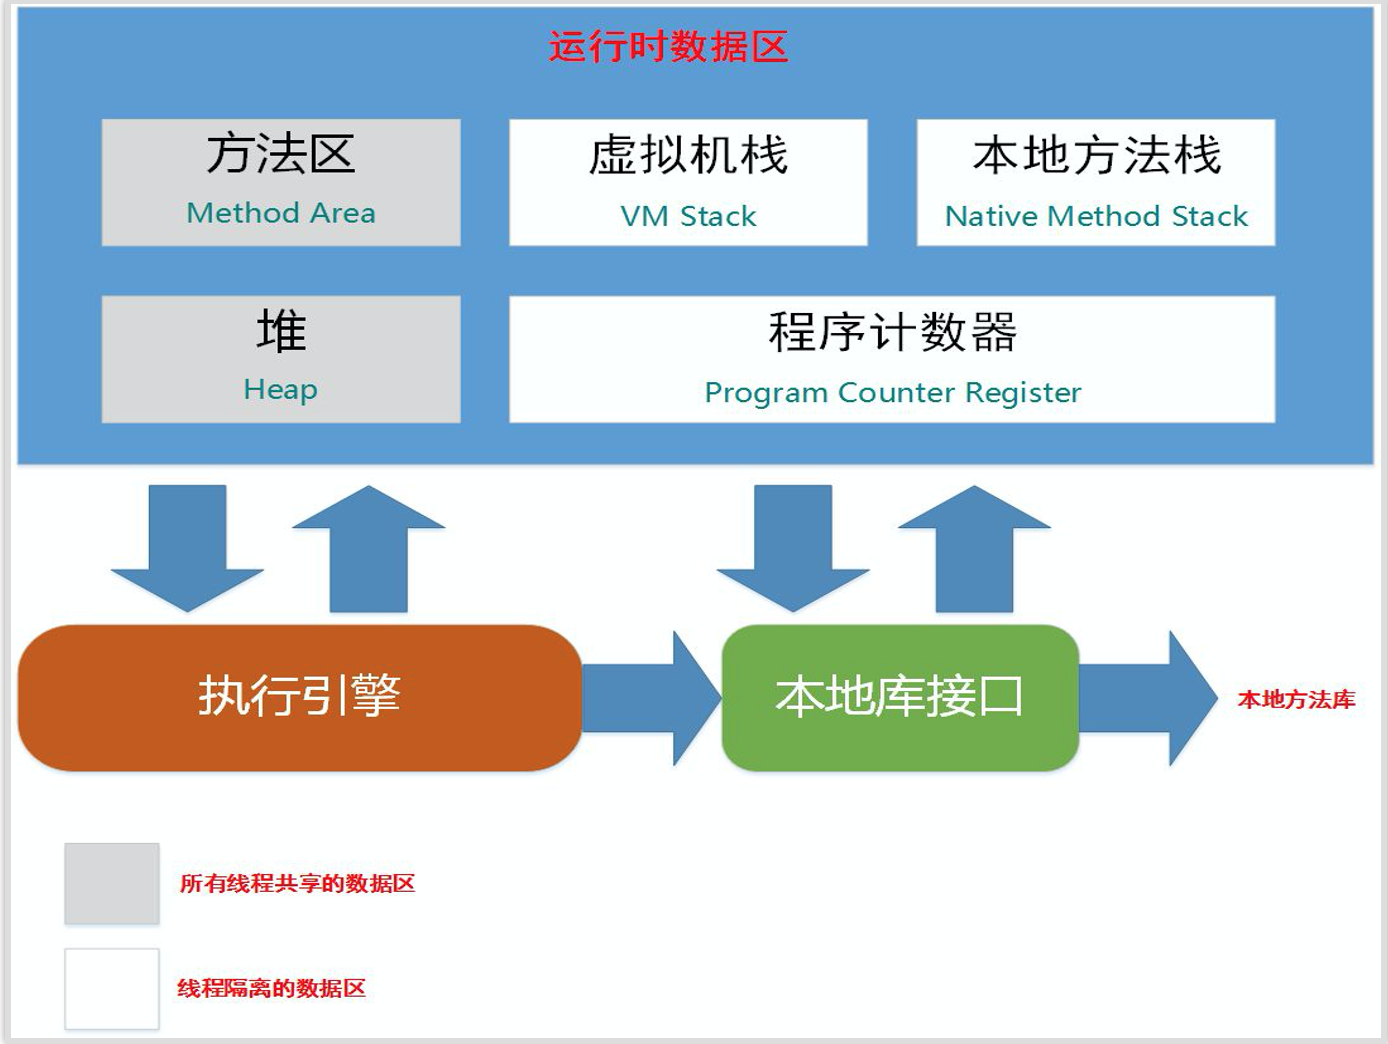 运行时数据区
方法区
Method Area
虚拟机栈
VM Stack
本地方法栈
Native Method Stack
堆
Heap
程序计数器
Program Counter Register
执行引擎
本地库接口
本地方法库
所有线程共享的数据区
线程隔离的数据区